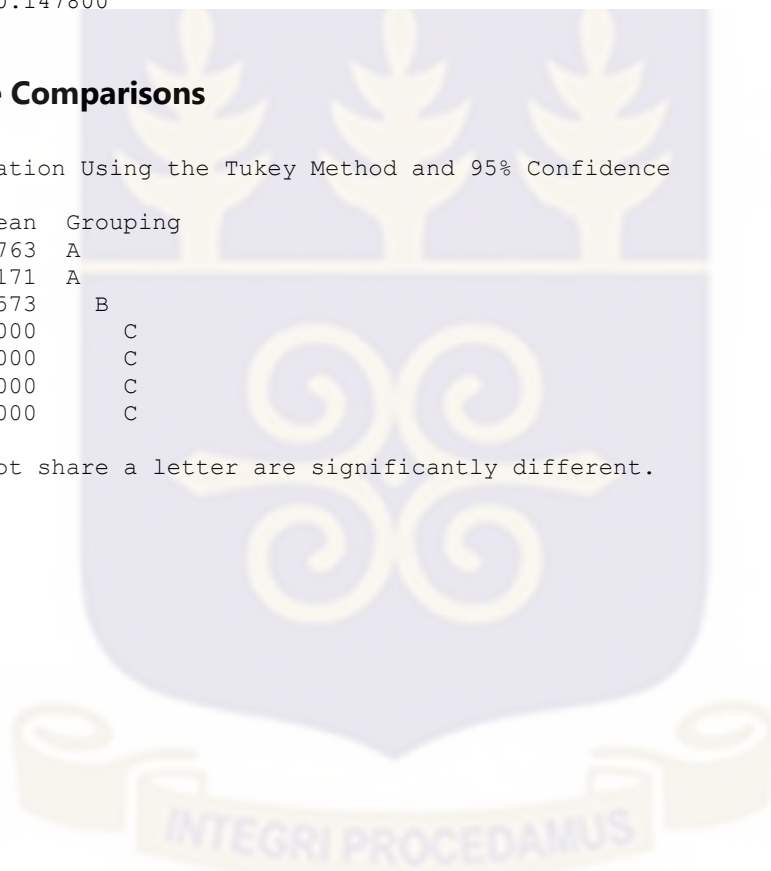 0.147800
Comparisons
ation Using the Tukey Method and 95% Confidence
ean Grouping
763 A
171 A
573 B
000 C
000 C
000 C
000 C
ot share a letter are significantly different.
INTEGRI PROCEDAMUS